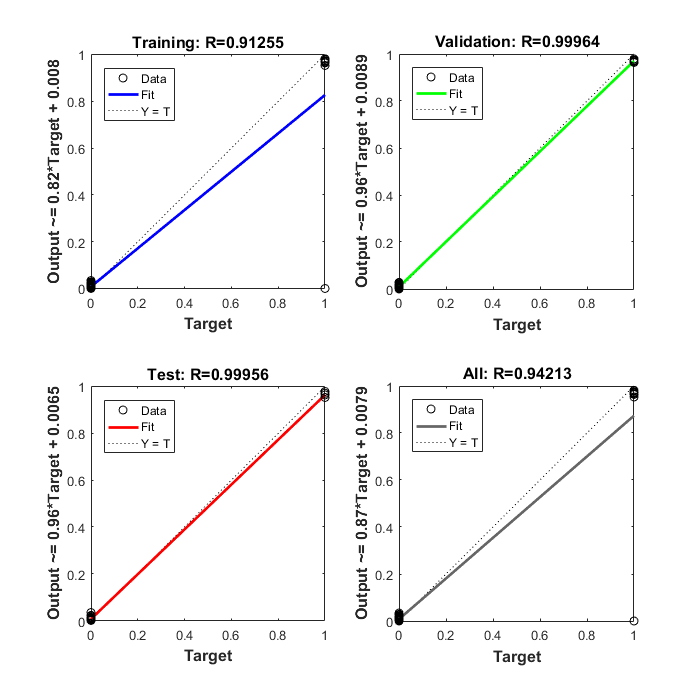 Training: R=0.91255
Output ~= 0.82*Target + 0.008
1
0.8
0.6
0.4
0.2
0
Data
Fit
Y = T
0 0.2 0.4 0.6 0.8 1
Target
Validation: R=0.99964
Output ~= 0.96*Target + 0.0089
1
0.8
0.6
0.4
0.2
0
Data
Fit
Y = T
0 0.2 0.4 0.6 0.8 1
Target
Test: R=0.99956
Output ~= 0.96*Target + 0.0065
1
0.8
0.6
0.4
0.2
0
Data
Fit
Y = T
0 0.2 0.4 0.6 0.8 1
Target
All: R=0.94213
Output ~= 0.87*Target + 0.0079
1
0.8
0.6
0.4
0.2
0
Data
Fit
Y = T
0 0.2 0.4 0.6 0.8 1
Target